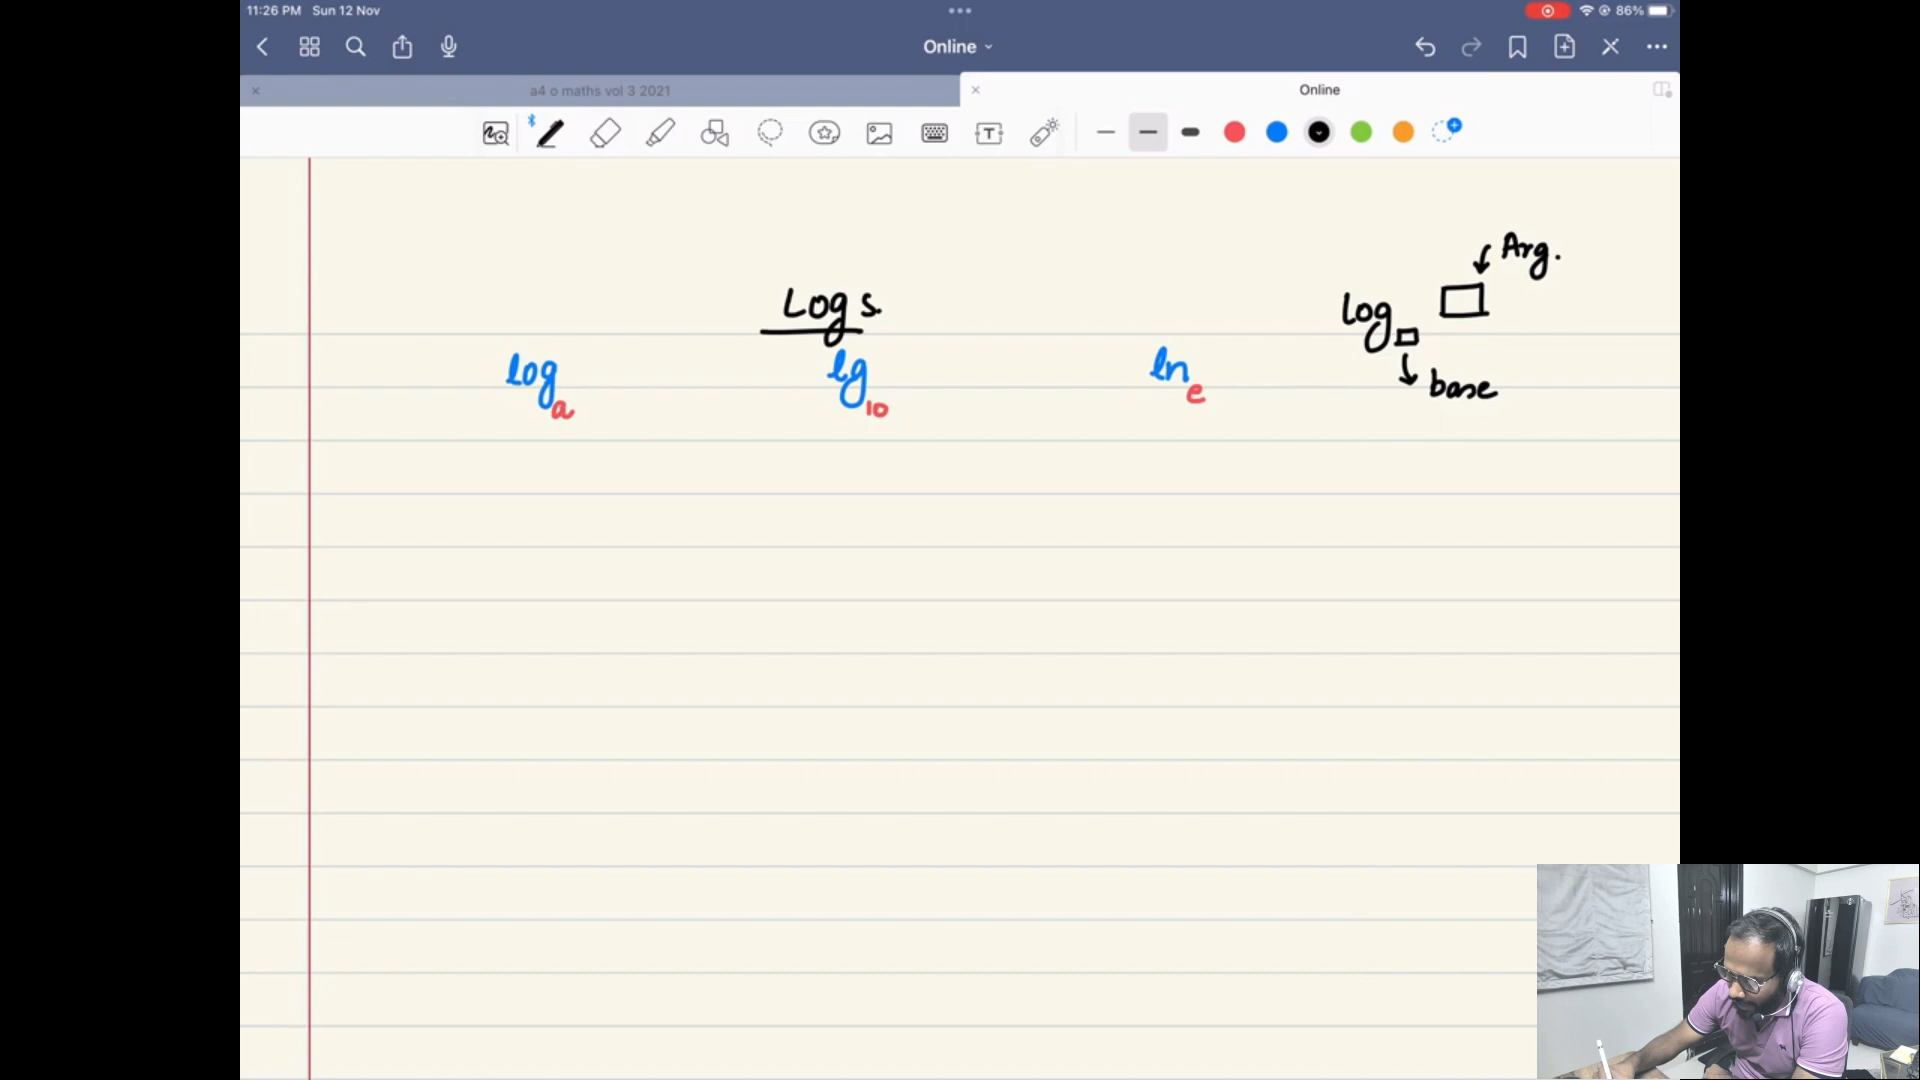 11:26 PM Sun 12 Nov 86%
Online
a4 o maths vol 3 2021 Online
T
Arg.
Logs. log
log a lg 10 ln e
base